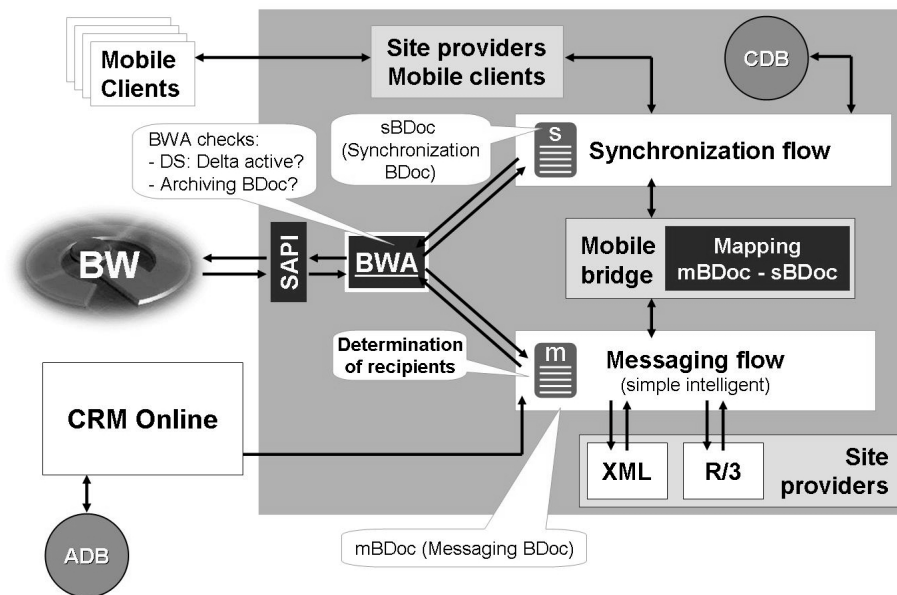 Mobile
Clients
Site providers
Mobile clients
CDB
BWA checks:
- DS: Delta active?
- Archiving BDoc?
sBDoc
(Synchronization
BDoc)
s
Synchronization flow
BW
SAPI
BWA
Mobile
bridge
Mapping
mBDoc - sBDoc
Determination
of recipients
m
Messaging flow
(simple intelligent)
CRM Online
XML
R/3
Site
providers
ADB
mBDoc (Messaging BDoc)